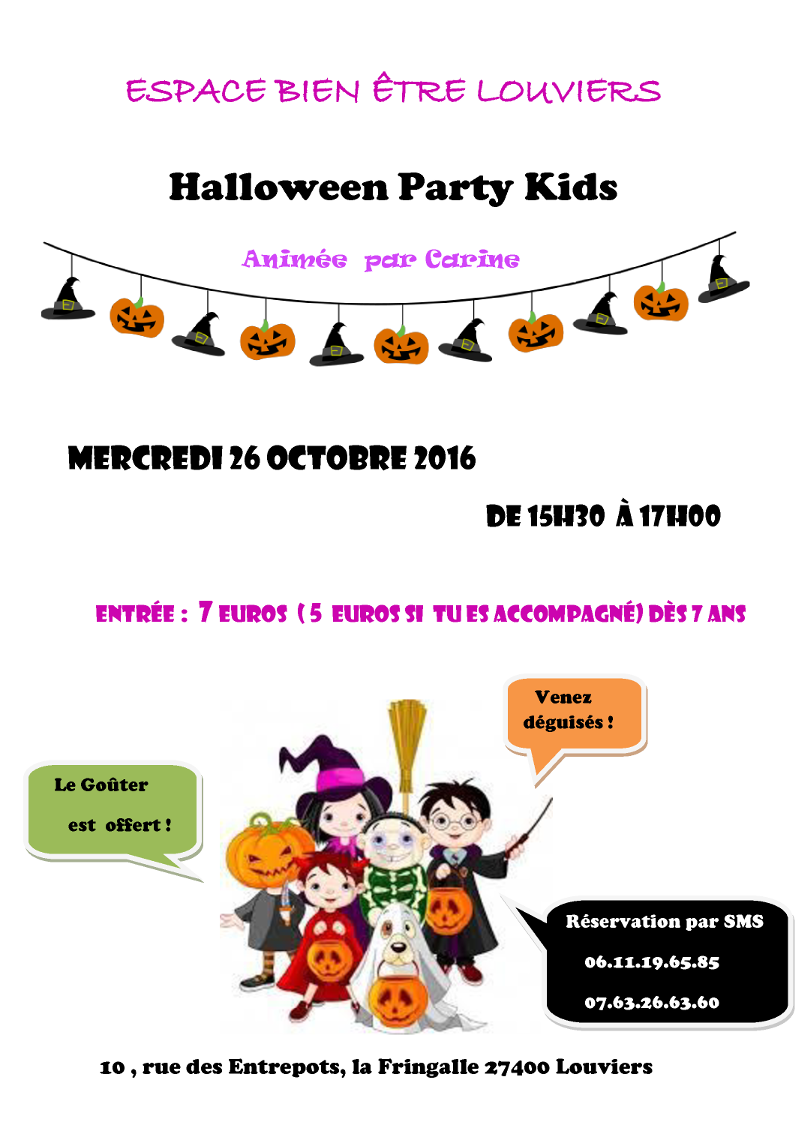 ESPACE BIEN ÊTRE LOUVIERS
Halloween Party Kids
Animée par Carine
MERCREDI 26 OCTOBRE 2016
DE 15H30 À 17H00
ENTRÉE : 7 EUROS ( 5 EUROS SI TU ES ACCOMPAGNÉ) DÈS 7 ANS
Venez
déguisés !
Le Goûter
est offert !
Réservation par SMS
06.11.19.65.85
07.63.26.63.60
10 , rue des Entrepots, la Fringalle 27400 Louviers